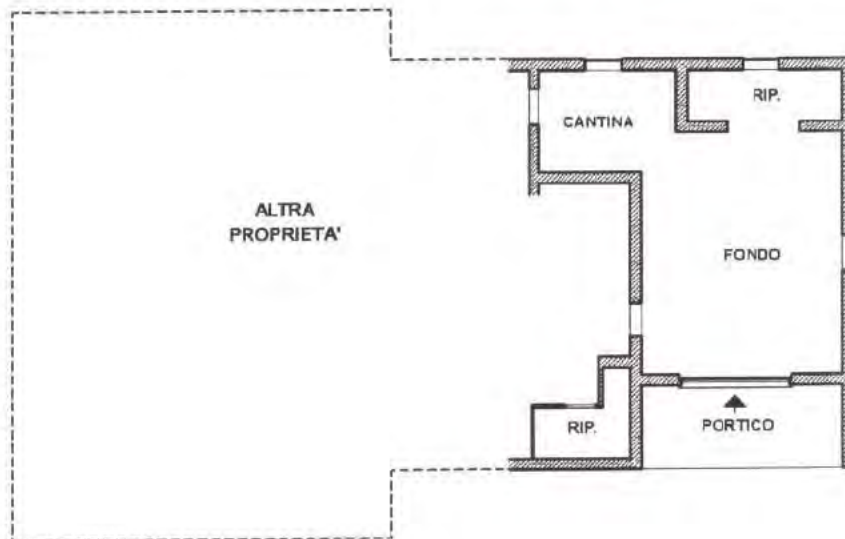 RIP.
CANTINA
ALTRA
PROPRIETA'
FONDO
RIP.
PORTICO